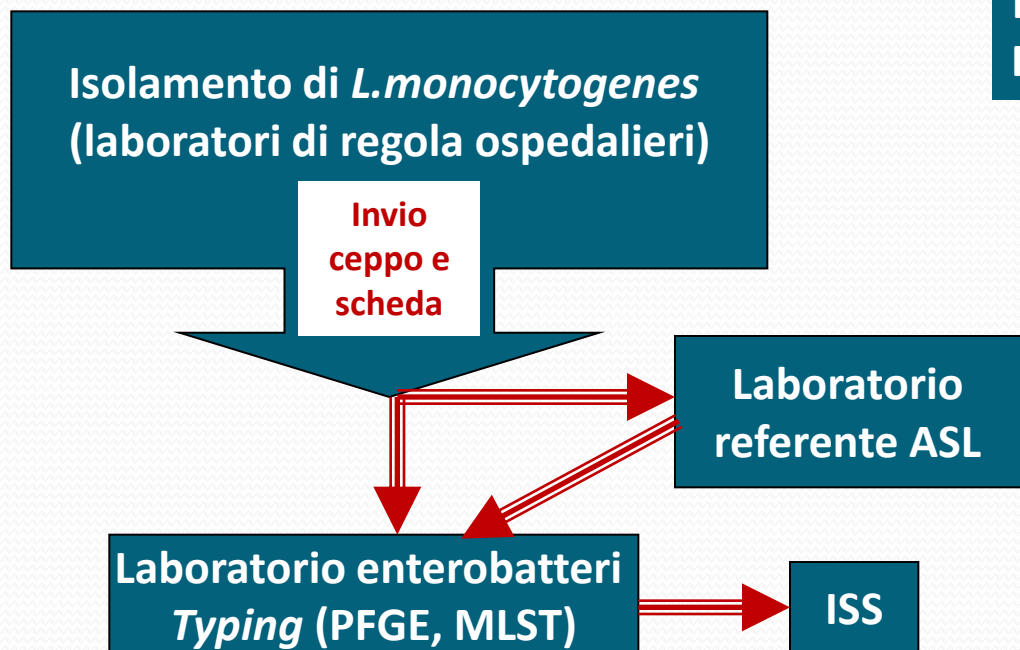 Isolamento di L.monocytogenes
(laboratori di regola ospedalieri)
Invio
ceppo e
scheda
Laboratorio
referente ASL
Laboratorio enterobatteri
Typing (PFGE, MLST)
ISS